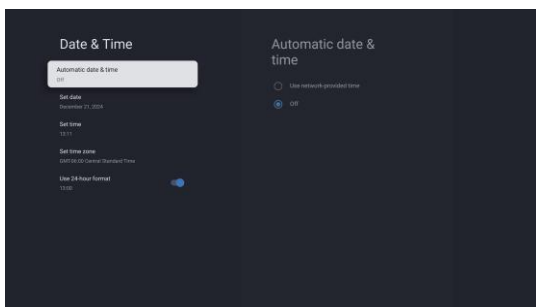 Date & Time
Automatic date & time
Off
Set date
December 21, 2024
Set time
13:11
Set time zone
GMT-06:00 Central Standard Time
Use 24-hour format
13:00
Automatic date &
time
Use network-provided time
Off